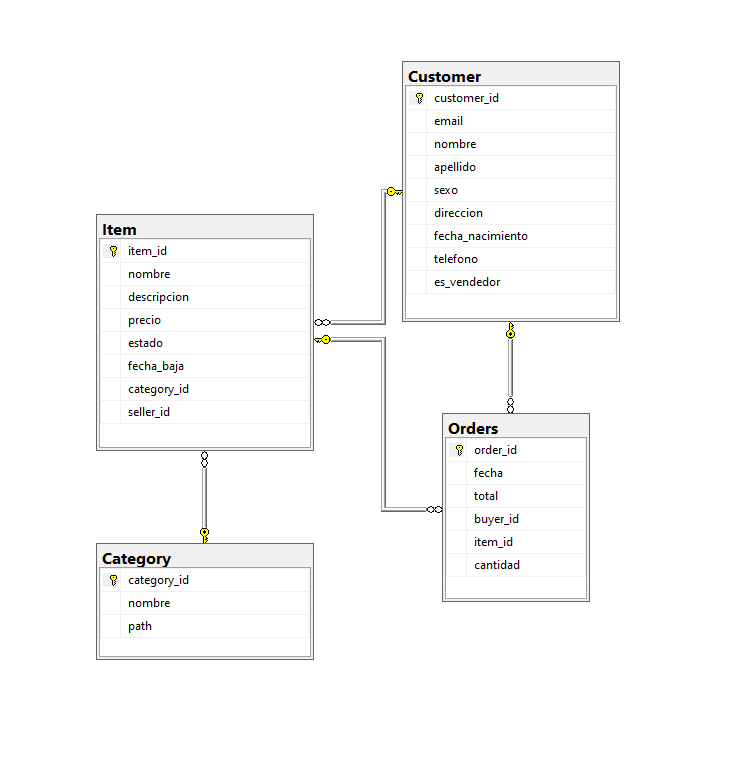 Customer
customer_id
email
nombre
apellido
sexo
direccion
fecha_nacimiento
telefono
es_vendedor
Item
item_id
nombre
descripcion
precio
estado
fecha_baja
category_id
seller_id
Orders
order_id
fecha
total
buyer_id
item_id
cantidad
Category
category_id
nombre
path